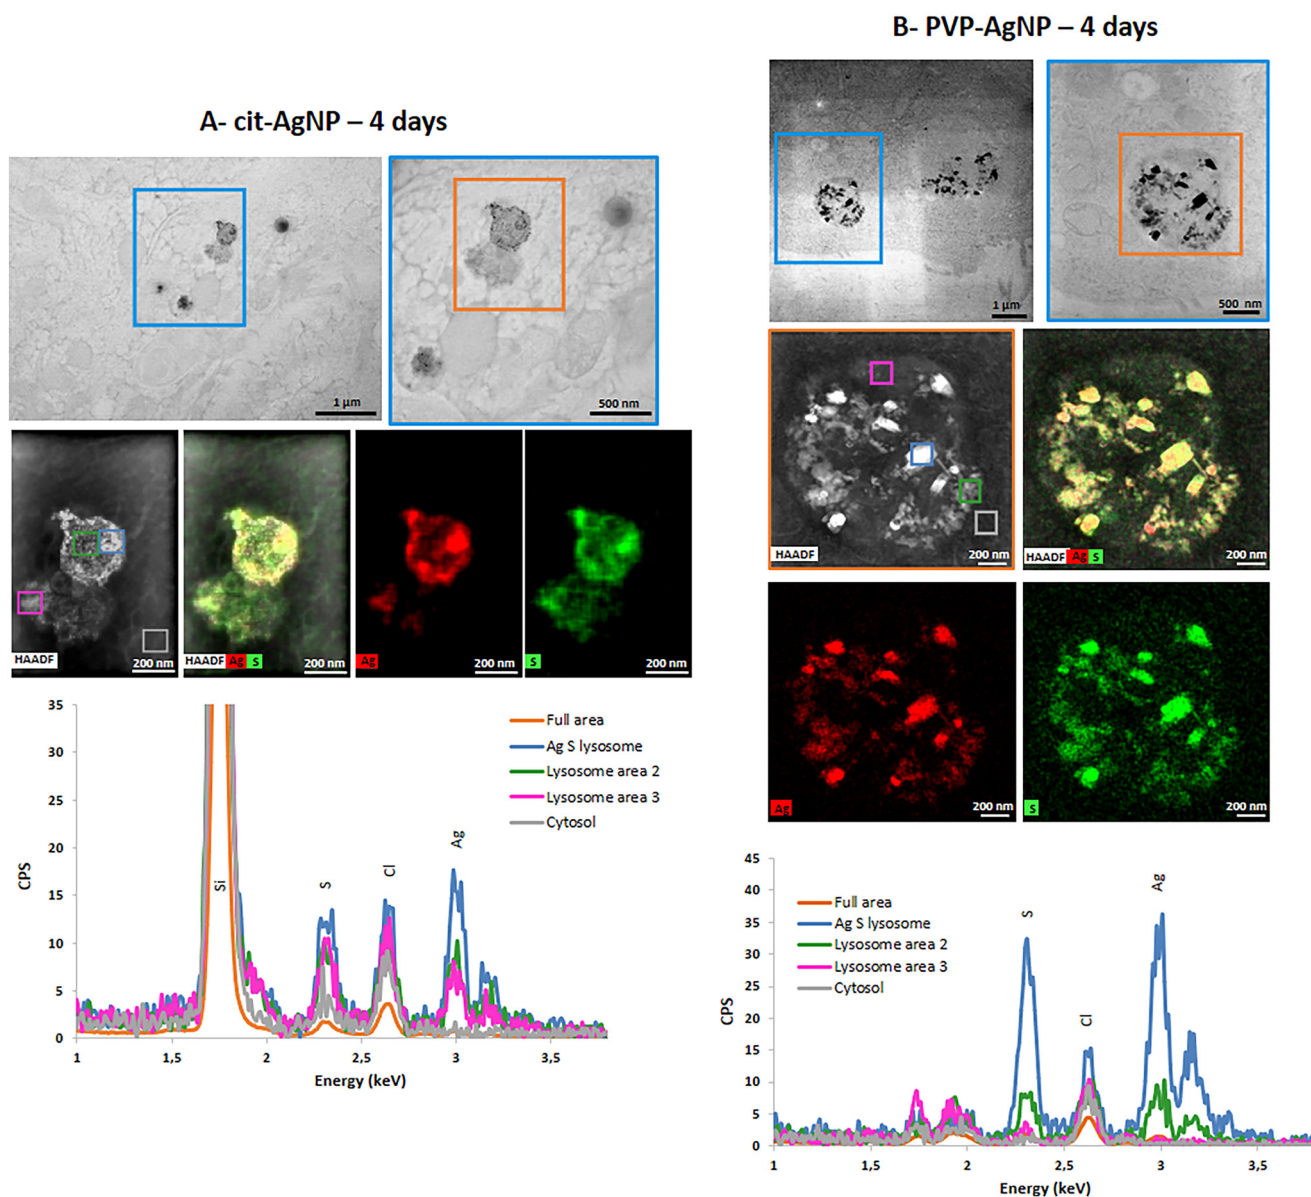 A- cit-AgNP – 4 days
1 µm
500 nm
HAADF
200 nm
HAADF Ag S
200 nm
Ag
200 nm
S
200 nm
35
30
25
20
15
10
5
0
CPS
Full area
Ag S lysosome
Lysosome area 2
Lysosome area 3
Cytosol
Si
S
Cl
Ag
1
1,5
2
2,5
3
3,5
Energy (keV)
B- PVP-AgNP – 4 days
1 µm
500 nm
HAADF
200 nm
HAADF Ag S
200 nm
Ag
200 nm
S
200 nm
45
40
35
30
25
20
15
10
5
0
CPS
Full area
Ag S lysosome
Lysosome area 2
Lysosome area 3
Cytosol
S
Cl
Ag
1
1,5
2
2,5
3
3,5
Energy (keV)